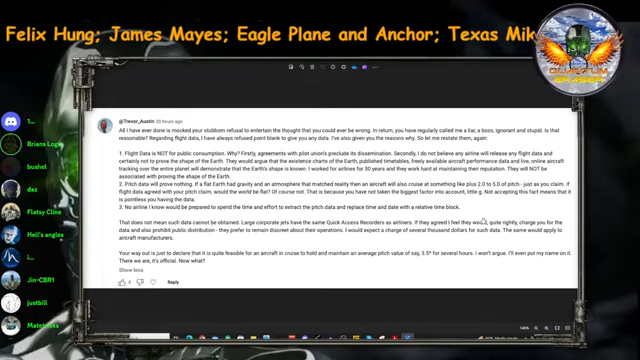 Felix Hung; James Mayes; Eagle Plane and Anchor; Texas Mik
QUANTUM
ERASER
@Trevor_Austin 20 hours ago
All I have ever done is mocked your stubborn refusal to entertain the thought that you could ever be wrong. In return, you have regularly called me a liar, a bozo, ignorant and stupid. Is that
reasonable? Regarding flight data, I have always refused point blank to give you any data. I've also given you the reasons why. So let me restate them, again:
1. Flight Data is NOT for public consumption. Why? Firstly, agreements with pilot unions preclude its dissemination. Secondly, I do not believe any airline will release any flight data and
certainly not to prove the shape of the Earth. They would argue that the existence charts of the Earth, published timetables, freely available aircraft performance data and live, online aircraft
tracking over the entire planet will demonstrate that the Earth's shape is known. I worked for airlines for 30 years and they work hard at maintaining their reputation. They will NOT be
associated with proving the shape of the Earth.
2. Pitch data will prove nothing. If a flat Earth had gravity and an atmosphere that matched reality then an aircraft will also cruise at something like plus 2.0 to 5.0 of pitch - just as you claim. If
flight data agreed with your pitch claim, would the world be flat? Of course not. That is because you have not taken the biggest factor into account, little g. Not accepting this fact means that it
is pointless you having the data.
3. No airline I know would be prepared to spend the time and effort to extract the pitch data and replace time and date with a relative time block.
That does not mean such data cannot be obtained. Large corporate jets have the same Quick Access Recorders as airliners. If they agreed I feel they would, quite rightly, charge you for the
data and also prohibit public distribution - they prefer to remain discreet about their operations. I would expect a charge of several thousand dollars for such data. The same would apply to
aircraft manufacturers.
Your way out is just to declare that it is quite feasible for an aircraft in cruise to hold and maintain an average pitch value of say, 3.5° for several hours. I won't argue. I'll even put my name on it.
There we are, it's official. Now what?
Show less
6
Reply
Brians Logic
bushel
daz
Flatsy Cline
Hell's angles
Jin-CBR1
justbill